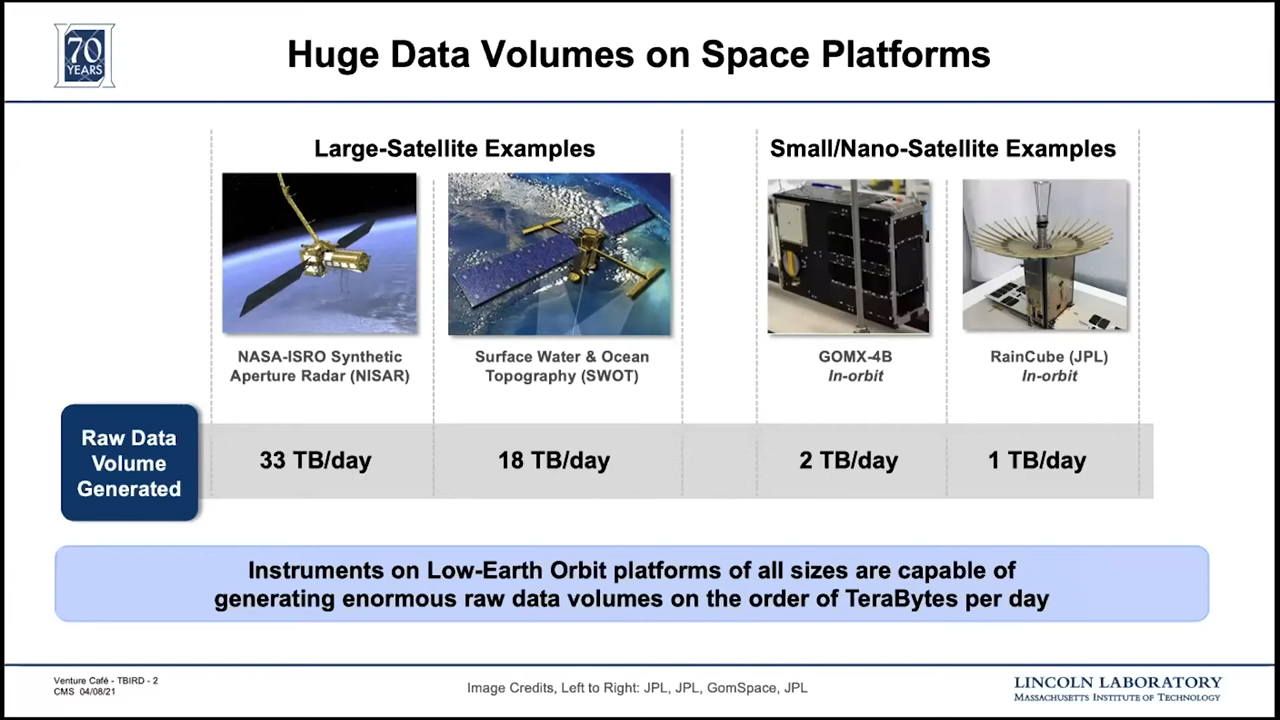 70
YEARS
Huge Data Volumes on Space Platforms
Large-Satellite Examples
Small/Nano-Satellite Examples
NASA-ISRO Synthetic
Aperture Radar (NISAR)
Surface Water & Ocean
Topography (SWOT)
GOMX-4B
In-orbit
RainCube (JPL)
In-orbit
Raw Data
Volume
Generated
33 TB/day
18 TB/day
2 TB/day
1 TB/day
Instruments on Low-Earth Orbit platforms of all sizes are capable of
generating enormous raw data volumes on the order of TeraBytes per day
Venture Café - TBIRD - 2
CMS 04/08/21
Image Credits, Left to Right: JPL, JPL, GomSpace, JPL
LINCOLN LABORATORY
MASSACHUSETTS INSTITUTE OF TECHNOLOGY